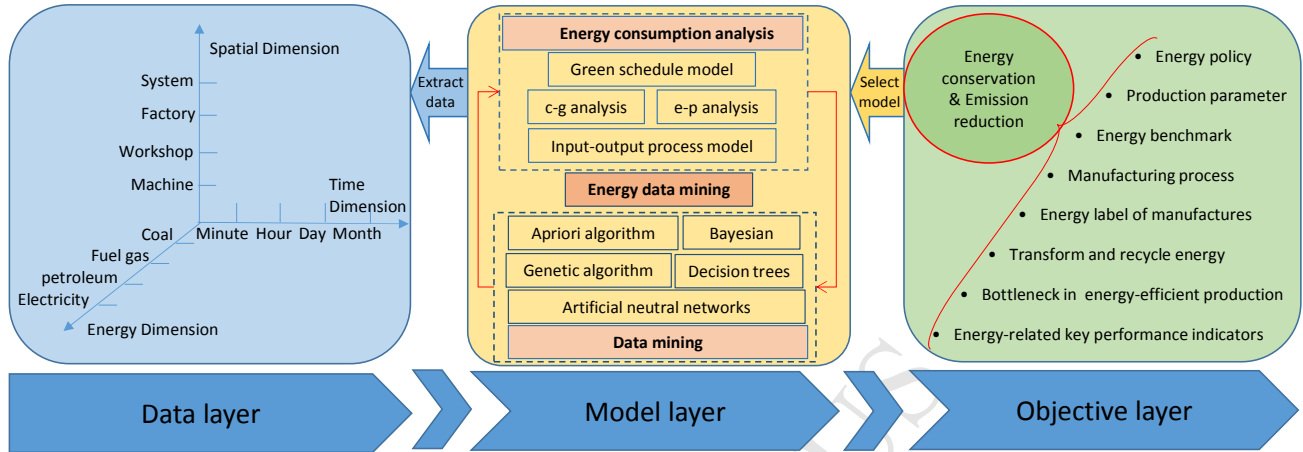 Spatial Dimension
System
Factory
Workshop
Machine
Time
Dimension
Minute Hour Day Month
Coal
Fuel gas
petroleum
Electricity
Energy Dimension
Extract
data
Energy consumption analysis
Green schedule model
c-g analysis
e-p analysis
Input-output process model
Energy data mining
Apriori algorithm
Bayesian
Genetic algorithm
Decision trees
Artificial neutral networks
Data mining
Select
model
Energy
conservation
& Emission
reduction
• Energy policy
• Production parameter
• Energy benchmark
• Manufacturing process
• Energy label of manufactures
• Transform and recycle energy
• Bottleneck in energy-efficient production
• Energy-related key performance indicators
Data layer
Model layer
Objective layer